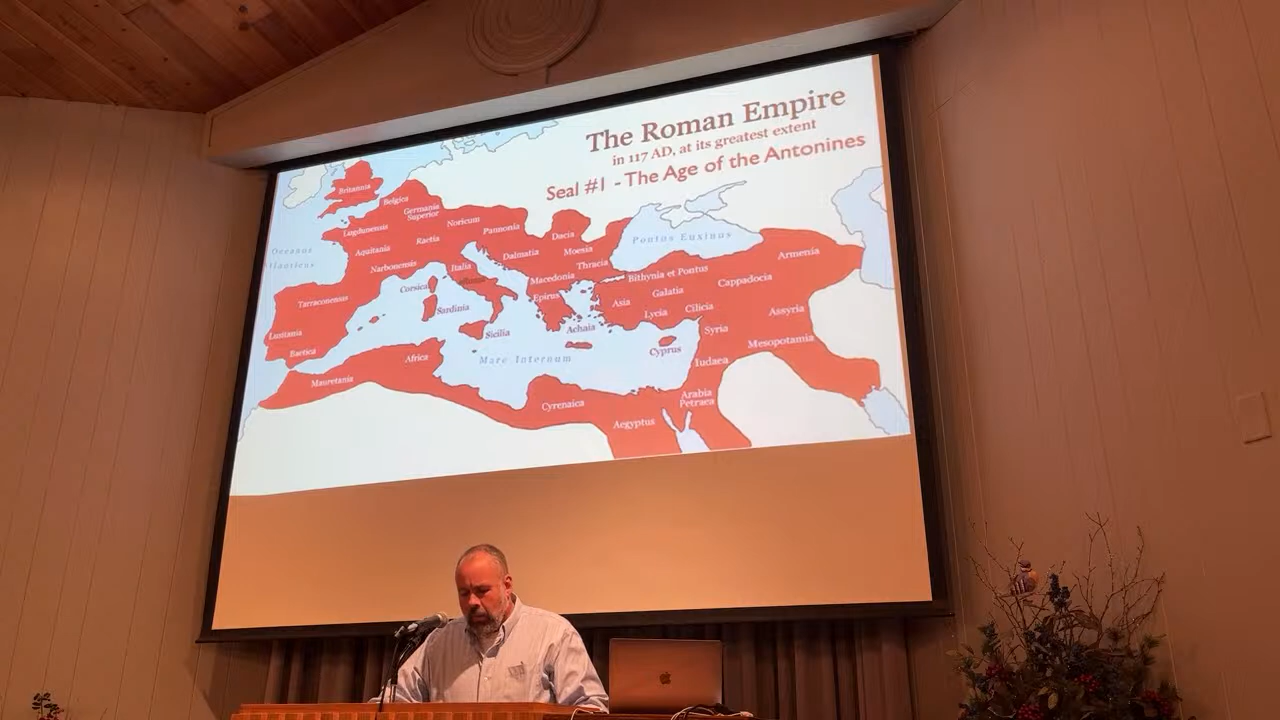 The Roman Empire
in 117 AD, at its greatest extent
Seal #1 - The Age of the Antonines
Britannia
Belgica
Germania
Superior
Lugdunensis
Noricum
Pannonia
Dacia
Pontus Euxinus
Oceanus
Atlanticus
Aquitania
Raetia
Dalmatia
Moesia
Armenia
Narbonensis
Italia
Thracia
Macedonia
Bithynia et Pontus
Cappadocia
Corsica
Epirus
Galatia
Asia
Tarraconensis
Sardinia
Lycia
Cilicia
Assyria
Lusitania
Sicilia
Achaia
Syria
Mesopotamia
Baetica
Africa
Mare Internum
Cyprus
Iudaea
Mauretania
Cyrenaica
Arabia
Petraea
Aegyptus